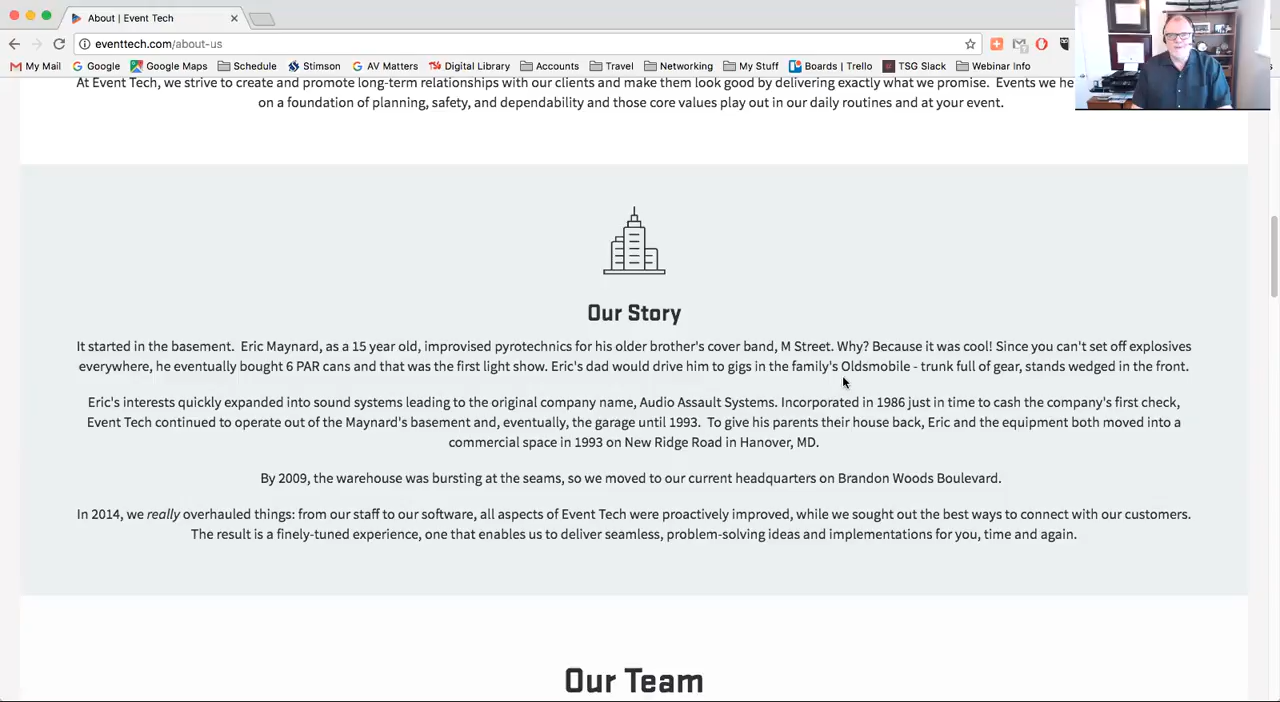 About | Event Tech
eventtech.com/about-us
My Mail Google Google Maps Schedule Stimson AV Matters Digital Library Accounts Travel Networking My Stuff Boards | Trello TSG Slack Webinar Info
At Event Tech, we strive to create and promote long-term relationships with our clients and make them look good by delivering exactly what we promise. Events we he
on a foundation of planning, safety, and dependability and those core values play out in our daily routines and at your event.
Our Story
It started in the basement. Eric Maynard, as a 15 year old, improvised pyrotechnics for his older brother's cover band, M Street. Why? Because it was cool! Since you can't set off explosives
everywhere, he eventually bought 6 PAR cans and that was the first light show. Eric's dad would drive him to gigs in the family's Oldsmobile - trunk full of gear, stands wedged in the front.
Eric's interests quickly expanded into sound systems leading to the original company name, Audio Assault Systems. Incorporated in 1986 just in time to cash the company's first check,
Event Tech continued to operate out of the Maynard's basement and, eventually, the garage until 1993. To give his parents their house back, Eric and the equipment both moved into a
commercial space in 1993 on New Ridge Road in Hanover, MD.
By 2009, the warehouse was bursting at the seams, so we moved to our current headquarters on Brandon Woods Boulevard.
In 2014, we really overhauled things: from our staff to our software, all aspects of Event Tech were proactively improved, while we sought out the best ways to connect with our customers.
The result is a finely-tuned experience, one that enables us to deliver seamless, problem-solving ideas and implementations for you, time and again.
Our Team